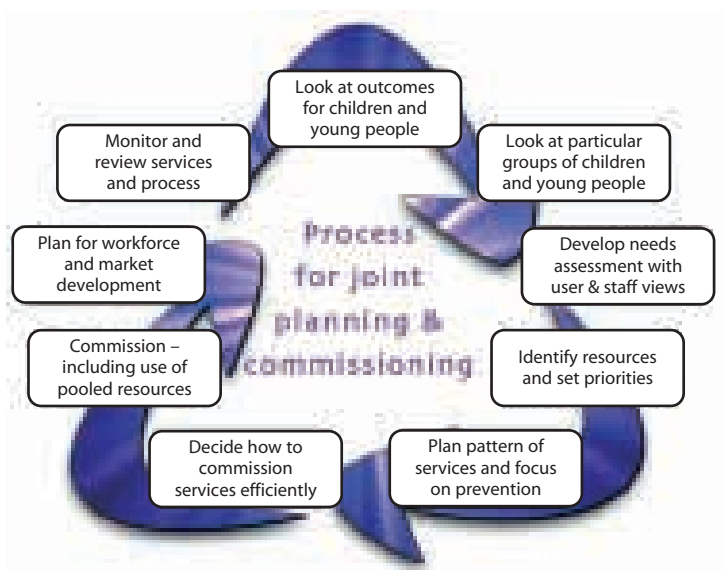 Look at outcomes
for children and
young people
Look at particular
groups of children
and young people
Develop needs
assessment with
user & staff views
Identify resources
and set priorities
Plan pattern of
services and focus
on prevention
Decide how to
commission
services efficiently
Commission –
including use of
pooled resources
Plan for workforce
and market
development
Monitor and
review services
and process
Process
for joint
planning &
commissioning